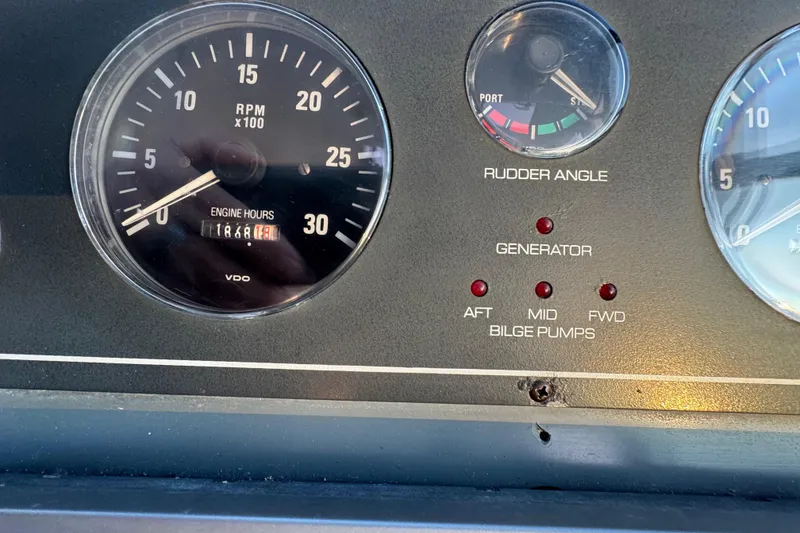 15
10
20
RPM
x100
5
25
ENGINE HOURS
0
30
VDO
PORT
RUDDER ANGLE
GENERATOR
AFT MID FWD
BILGE PUMPS
10
5
0